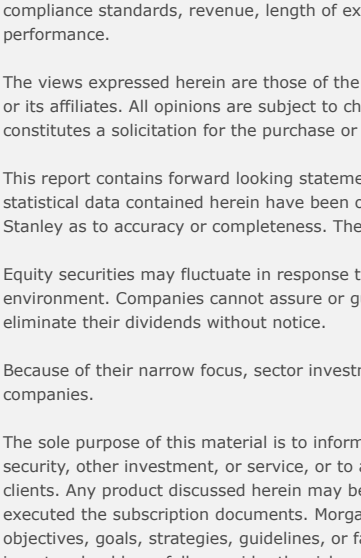 compliance standards, revenue, length of ex
performance.
The views expressed herein are those of the
or its affiliates. All opinions are subject to ch
constitutes a solicitation for the purchase or
This report contains forward looking stateme
statistical data contained herein have been o
Stanley as to accuracy or completeness. The
Equity securities may fluctuate in response t
environment. Companies cannot assure or g
eliminate their dividends without notice.
Because of their narrow focus, sector investr
companies.
The sole purpose of this material is to inform
security, other investment, or service, or to a
clients. Any product discussed herein may be
executed the subscription documents. Morga
objectives, goals, strategies, guidelines, or fa